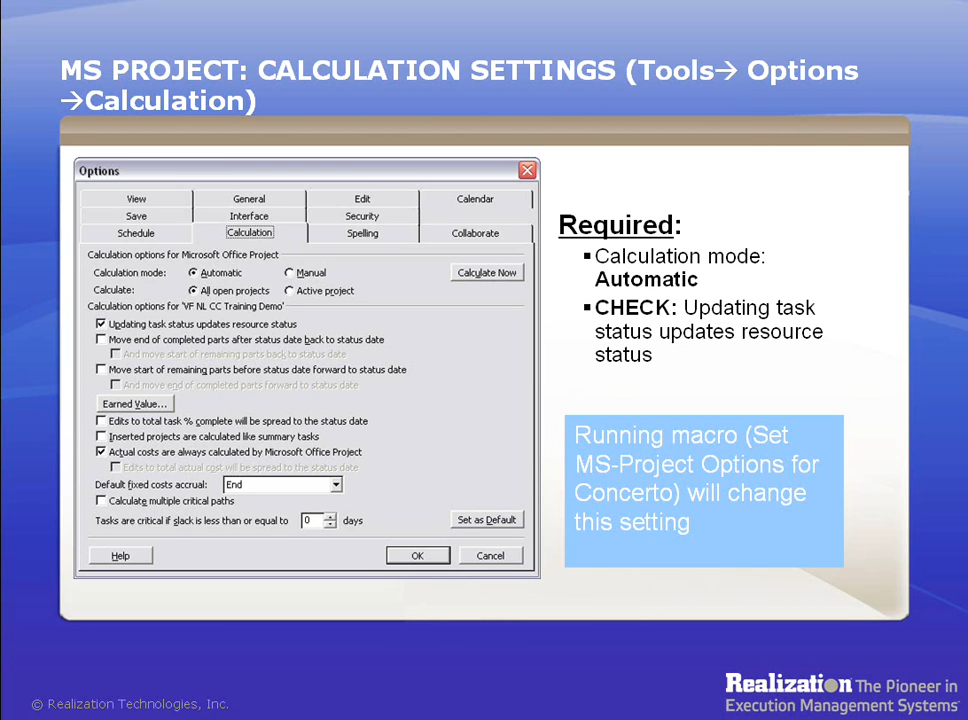 MS PROJECT: CALCULATION SETTINGS (Tools→ Options
→Calculation)
Options
View General Edit Calendar
Save Interface Security
Schedule Calculation Spelling Collaborate
Calculation options for Microsoft Office Project
Calculation mode: Automatic Manual Calculate Now
Calculate: All open projects Active project
Calculation options for 'VF NL CC Training Demo'
Updating task status updates resource status
Move end of completed parts after status date back to status date
And move start of remaining parts back to status date
Move start of remaining parts before status date forward to status date
And move end of completed parts forward to status date
Earned Value...
Edits to total task % complete will be spread to the status date
Inserted projects are calculated like summary tasks
Actual costs are always calculated by Microsoft Office Project
Edits to total actual cost will be spread to the status date
Default fixed costs accrual: End
Calculate multiple critical paths
Tasks are critical if slack is less than or equal to 0 days Set as Default
Help OK Cancel
Required:
▪Calculation mode:
Automatic
▪CHECK: Updating task
status updates resource
status
Running macro (Set
MS-Project Options for
Concerto) will change
this setting
© Realization Technologies, Inc.
Realization The Pioneer in
Execution Management Systems